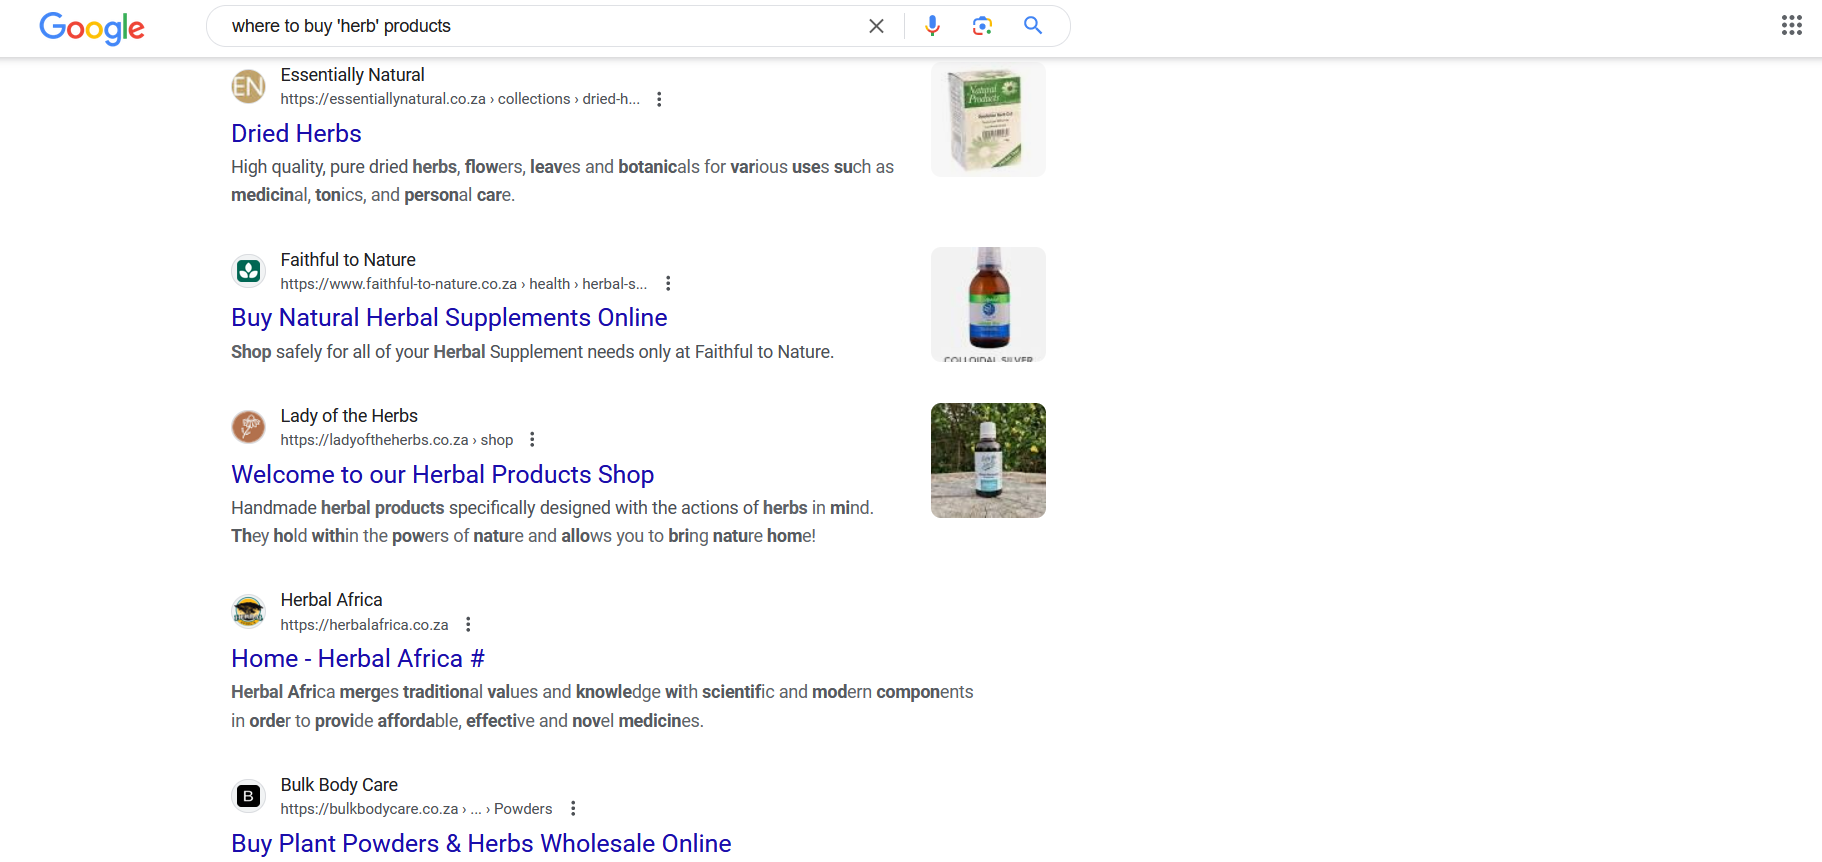 Google
where to buy 'herb' products
EN
Essentially Natural
https://essentiallynatural.co.za › collections › dried-h...
Dried Herbs
High quality, pure dried herbs, flowers, leaves and botanicals for various uses such as
medicinal, tonics, and personal care.
Natural
Products
Faithful to Nature
https://www.faithful-to-nature.co.za › health › herbal-s...
Buy Natural Herbal Supplements Online
Shop safely for all of your Herbal Supplement needs only at Faithful to Nature.
COLLOIDAL SILVER
Lady of the Herbs
https://ladyoftheherbs.co.za › shop
Welcome to our Herbal Products Shop
Handmade herbal products specifically designed with the actions of herbs in mind.
They hold within the powers of nature and allows you to bring nature home!
Herbal Africa
https://herbalafrica.co.za
Home - Herbal Africa #
Herbal Africa merges traditional values and knowledge with scientific and modern components
in order to provide affordable, effective and novel medicines.
B
Bulk Body Care
https://bulkbodycare.co.za › ... › Powders
Buy Plant Powders & Herbs Wholesale Online